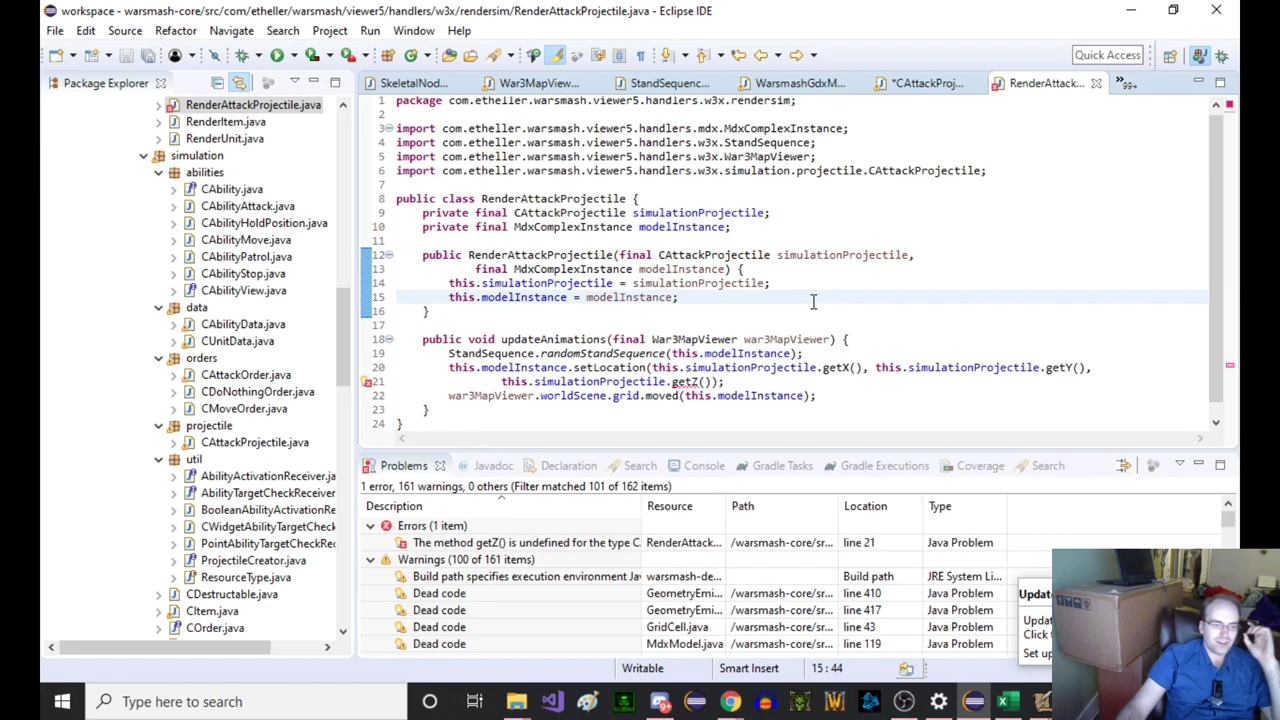 workspace - warsmash-core/src/com/etheller/warsmash/viewer5/handlers/w3x/rendersim/RenderAttackProjectile.java - Eclipse IDE
File Edit Source Refactor Navigate Search Project Run Window Help
Quick Access
Package Explorer
RenderAttackProjectile.java
RenderItem.java
RenderUnit.java
simulation
abilities
CAbility.java
CAbilityAttack.java
CAbilityHoldPosition.java
CAbilityMove.java
CAbilityPatrol.java
CAbilityStop.java
CAbilityView.java
data
CAbilityData.java
CUnitData.java
orders
CAttackOrder.java
CDoNothingOrder.java
CMoveOrder.java
projectile
CAttackProjectile.java
util
AbilityActivationReceiver.j
AbilityTargetCheckReceiver
BooleanAbilityActivationRe
CWidgetAbilityTargetCheck
PointAbilityTargetCheckRec
ProjectileCreator.java
ResourceType.java
CDestructable.java
CItem.java
COrder.java
SkeletalNod... War3MapView... StandSequenc... WarsmashGdxM... *CAttackProj... RenderAttack... »99+
1 package com.etheller.warsmash.viewer5.handlers.w3x.rendersim;
2
3 import com.etheller.warsmash.viewer5.handlers.mdx.MdxComplexInstance;
4 import com.etheller.warsmash.viewer5.handlers.w3x.StandSequence;
5 import com.etheller.warsmash.viewer5.handlers.w3x.War3MapViewer;
6 import com.etheller.warsmash.viewer5.handlers.w3x.simulation.projectile.CAttackProjectile;
7
8 public class RenderAttackProjectile {
9 private final CAttackProjectile simulationProjectile;
10 private final MdxComplexInstance modelInstance;
11
12 public RenderAttackProjectile(final CAttackProjectile simulationProjectile,
13 final MdxComplexInstance modelInstance) {
14 this.simulationProjectile = simulationProjectile;
15 this.modelInstance = modelInstance;
16 }
17
18 public void updateAnimations(final War3MapViewer war3MapViewer) {
19 StandSequence.randomStandSequence(this.modelInstance);
20 this.modelInstance.setLocation(this.simulationProjectile.getX(), this.simulationProjectile.getY(),
21 this.simulationProjectile.getZ());
22 war3MapViewer.worldScene.grid.moved(this.modelInstance);
23 }
24 }
Problems Javadoc Declaration Search Console Gradle Tasks Gradle Executions Coverage Search
1 error, 161 warnings, 0 others (Filter matched 101 of 162 items)
Description Resource Path Location Type
Errors (1 item)
The method getZ() is undefined for the type C. RenderAttack... /warsmash-core/sr... line 21 Java Problem
Warnings (100 of 161 items)
Build path specifies execution environment Jav warsmash-de... Build path JRE System Li...
Dead code GeometryEmi... /warsmash-core/sr... line 410 Java Problem
Dead code GeometryEmi... /warsmash-core/sr... line 417 Java Problem
Dead code GridCell.java /warsmash-core/sr... line 43 Java Problem
Dead code MdxModel.java /warsmash-core/sr... line 119 Java Problem
Updat
Updat
Click t
Set up
Writable Smart Insert 15 : 44
Type here to search